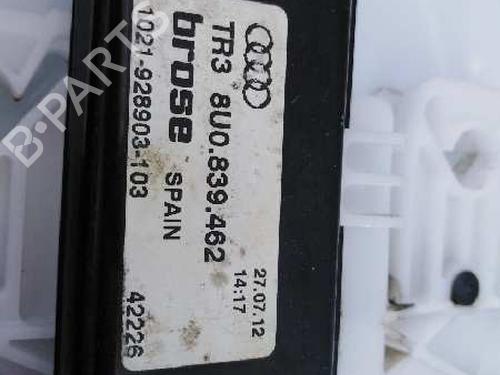 TR3 8U0.839.462
brose SPAIN
1021-928903-103
27.07.12
14:17
42226
B-PARTS